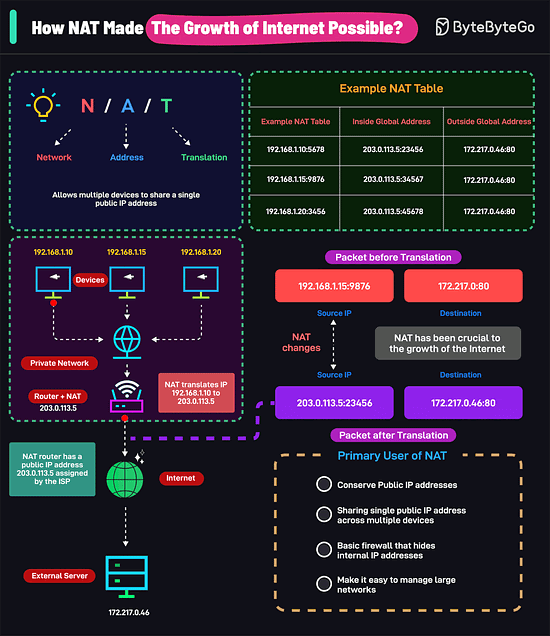 How NAT Made The Growth of Internet Possible?
ByteByteGo
N / A / T
Network
Address
Translation
Allows multiple devices to share a single
public IP address
Example NAT Table
Example NAT Table
Inside Global Address
Outside Global Address
192.168.1.10:5678
203.0.113.5:23456
172.217.0.46:80
192.168.1.15:9876
203.0.113.5:34567
172.217.0.46:80
192.168.1.20:3456
203.0.113.5:45678
172.217.0.46:80
192.168.1.10
192.168.1.15
192.168.1.20
Devices
Private Network
Router + NAT
203.0.113.5
NAT translates IP
192.168.1.10 to
203.0.113.5
NAT router has a
public IP address
203.0.113.5 assigned
by the ISP
Internet
External Server
172.217.0.46
Packet before Translation
192.168.1.15:9876
172.217.0:80
Source IP
Destination
NAT
changes
NAT has been crucial to
the growth of the Internet
Source IP
Destination
203.0.113.5:23456
172.217.0.46:80
Packet after Translation
Primary User of NAT
Conserve Public IP addresses
Sharing single public IP address
across multiple devices
Basic firewall that hides
internal IP addresses
Make it easy to manage large
networks